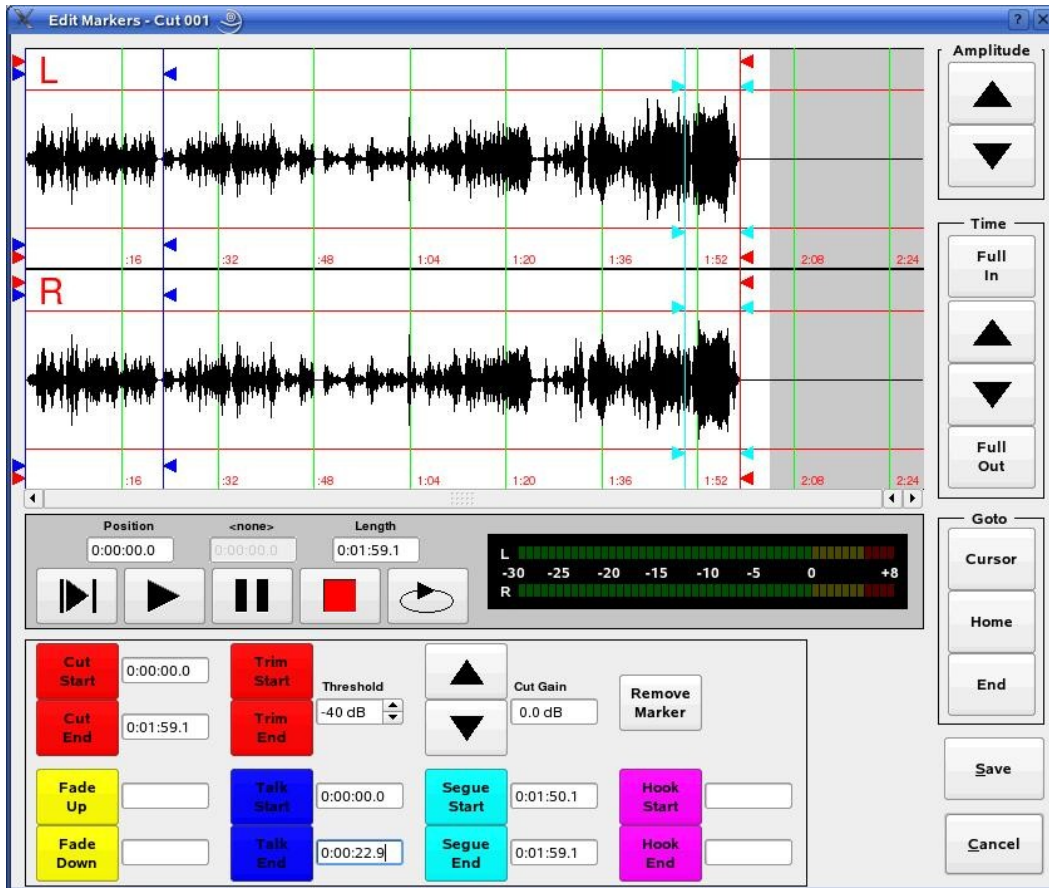 Edit Markers - Cut 001
?
Amplitude
L
:16 :32 :48 1:04 1:20 1:36 1:52 2:08 2:24
R
:16 :32 :48 1:04 1:20 1:36 1:52 2:08 2:24
Time
Full In
Full Out
Position <none> Length
0:00:00.0 0:00:00.0 0:01:59.1
L
-30 -25 -20 -15 -10 -5 0 +8
R
Goto
Cursor
Home
End
Cut Start 0:00:00.0
Cut End 0:01:59.1
Trim Start
Trim End
Threshold
-40 dB
Cut Gain
0.0 dB
Remove Marker
Fade Up
Fade Down
Talk Start 0:00:00.0
Talk End 0:00:22.9
Segue Start 0:01:50.1
Segue End 0:01:59.1
Hook Start
Hook End
Save
Cancel